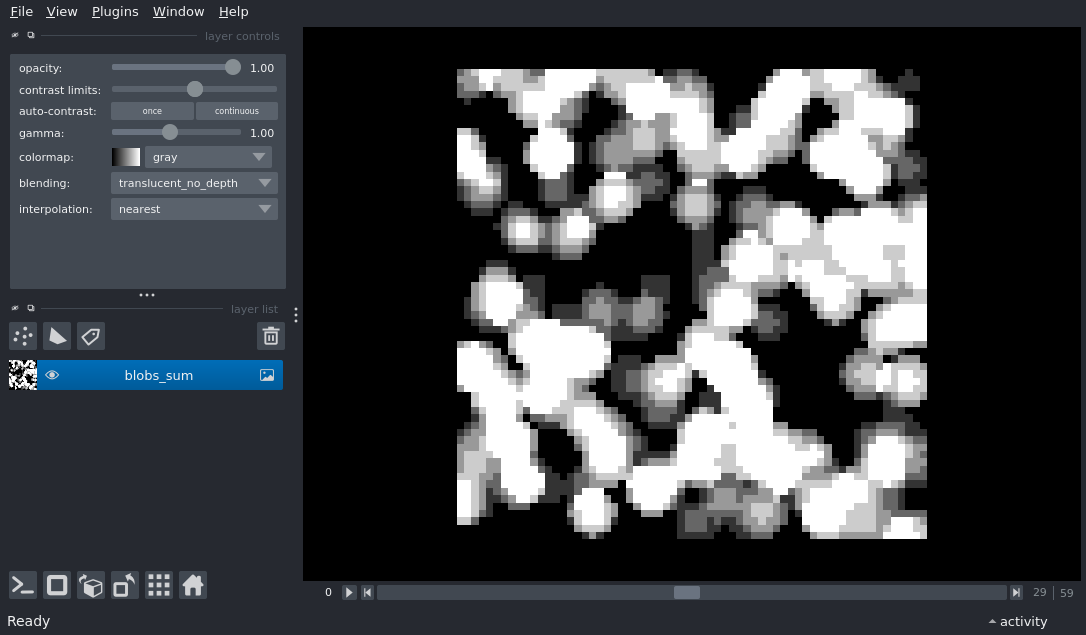 File View Plugins Window Help
layer controls
opacity: 1.00
contrast limits:
auto-contrast: once continuous
gamma: 1.00
colormap: gray
blending: translucent_no_depth
interpolation: nearest
layer list
blobs_sum
0 29 59
Ready activity